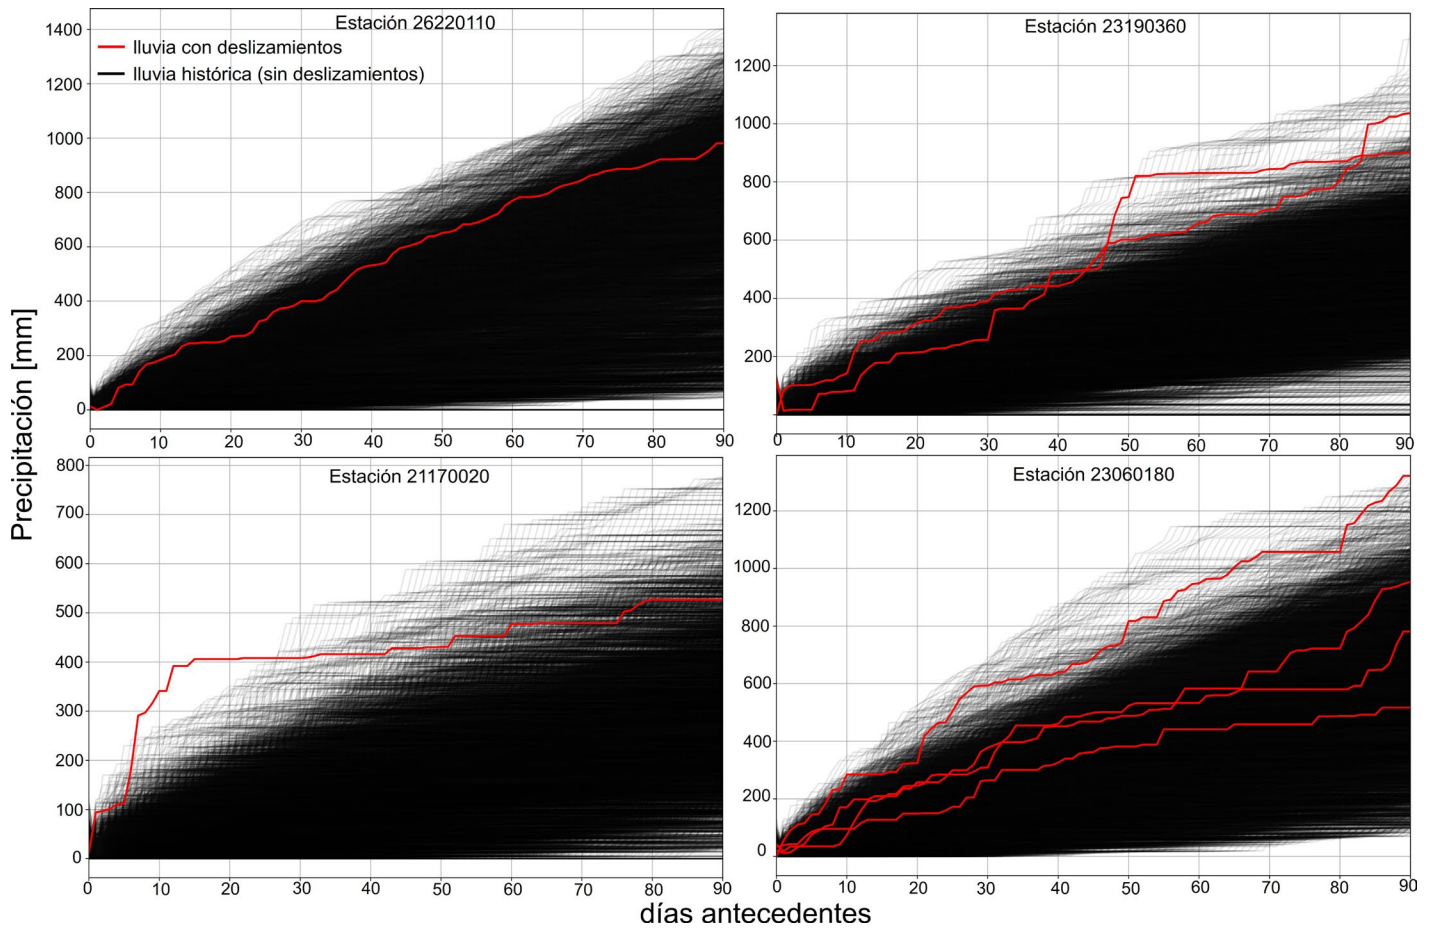 Estación 26220110
lluvia con deslizamientos
lluvia histórica (sin deslizamientos)
1400
1200
1000
800
600
400
200
0
0 10 20 30 40 50 60 70 80 90
Estación 23190360
1200
1000
800
600
400
200
0 10 20 30 40 50 60 70 80 90
Precipitación [mm]
Estación 21170020
800
700
600
500
400
300
200
100
0
0 10 20 30 40 50 60 70 80 90
Estación 23060180
1200
1000
800
600
400
200
0
0 10 20 30 40 50 60 70 80 90
días antecedentes